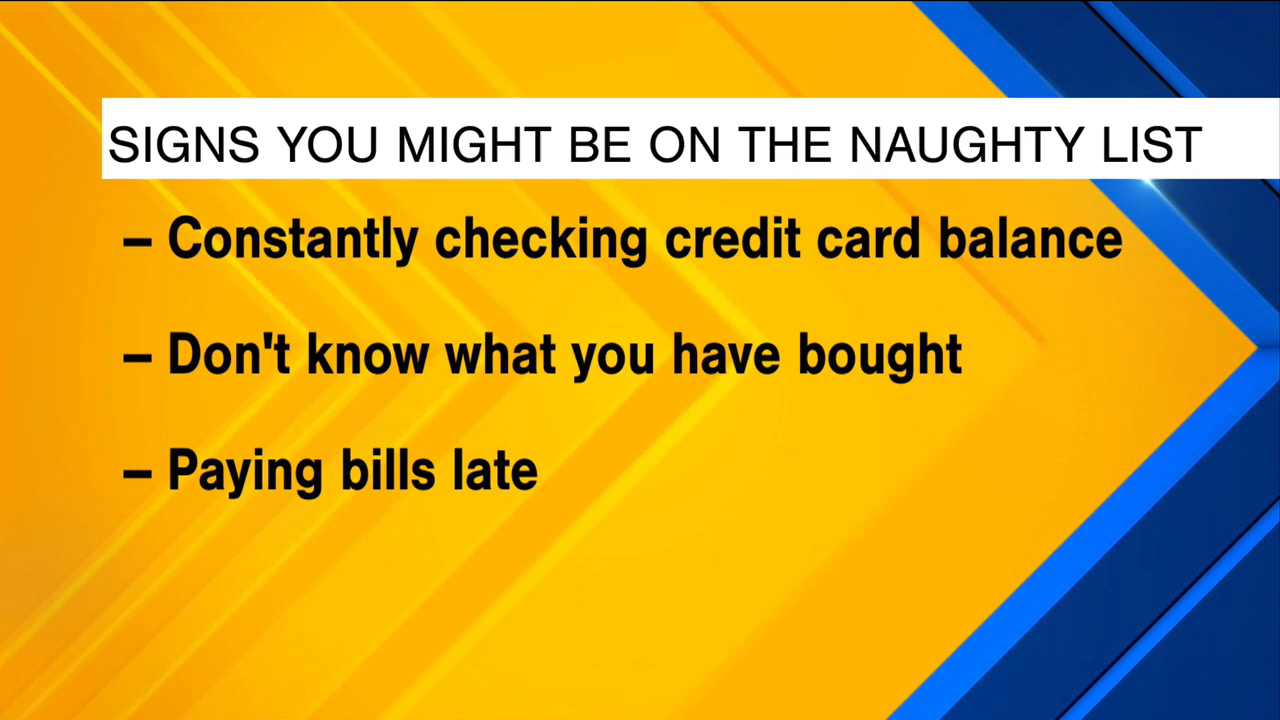 SIGNS YOU MIGHT BE ON THE NAUGHTY LIST
– Constantly checking credit card balance
– Don't know what you have bought
– Paying bills late